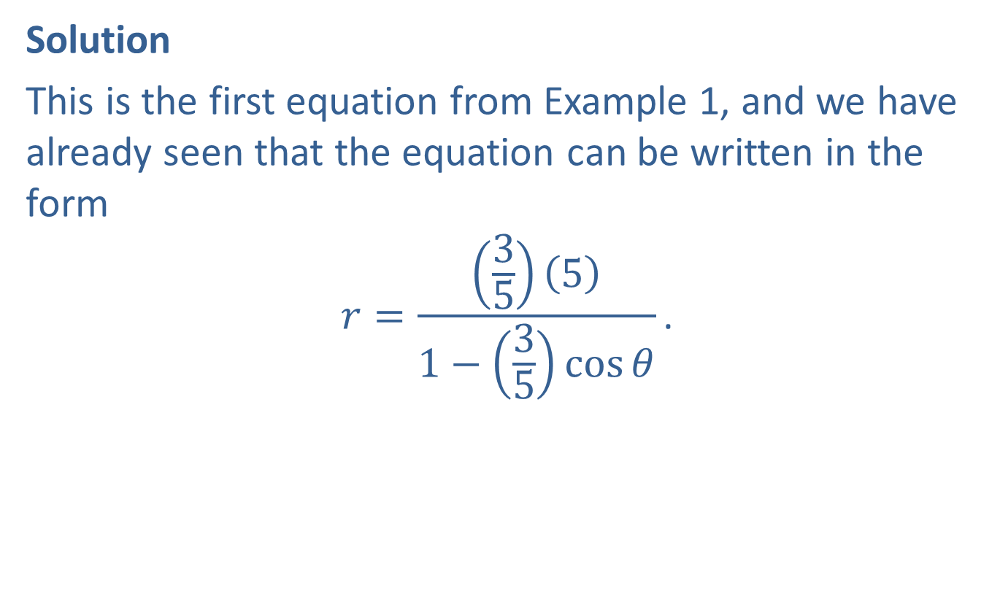 Solution
This is the first equation from Example 1, and we have
already seen that the equation can be written in the
form
r = \frac{\left(\frac{3}{5}\right)(5)}{1 - \left(\frac{3}{5}\right)\cos θ}.